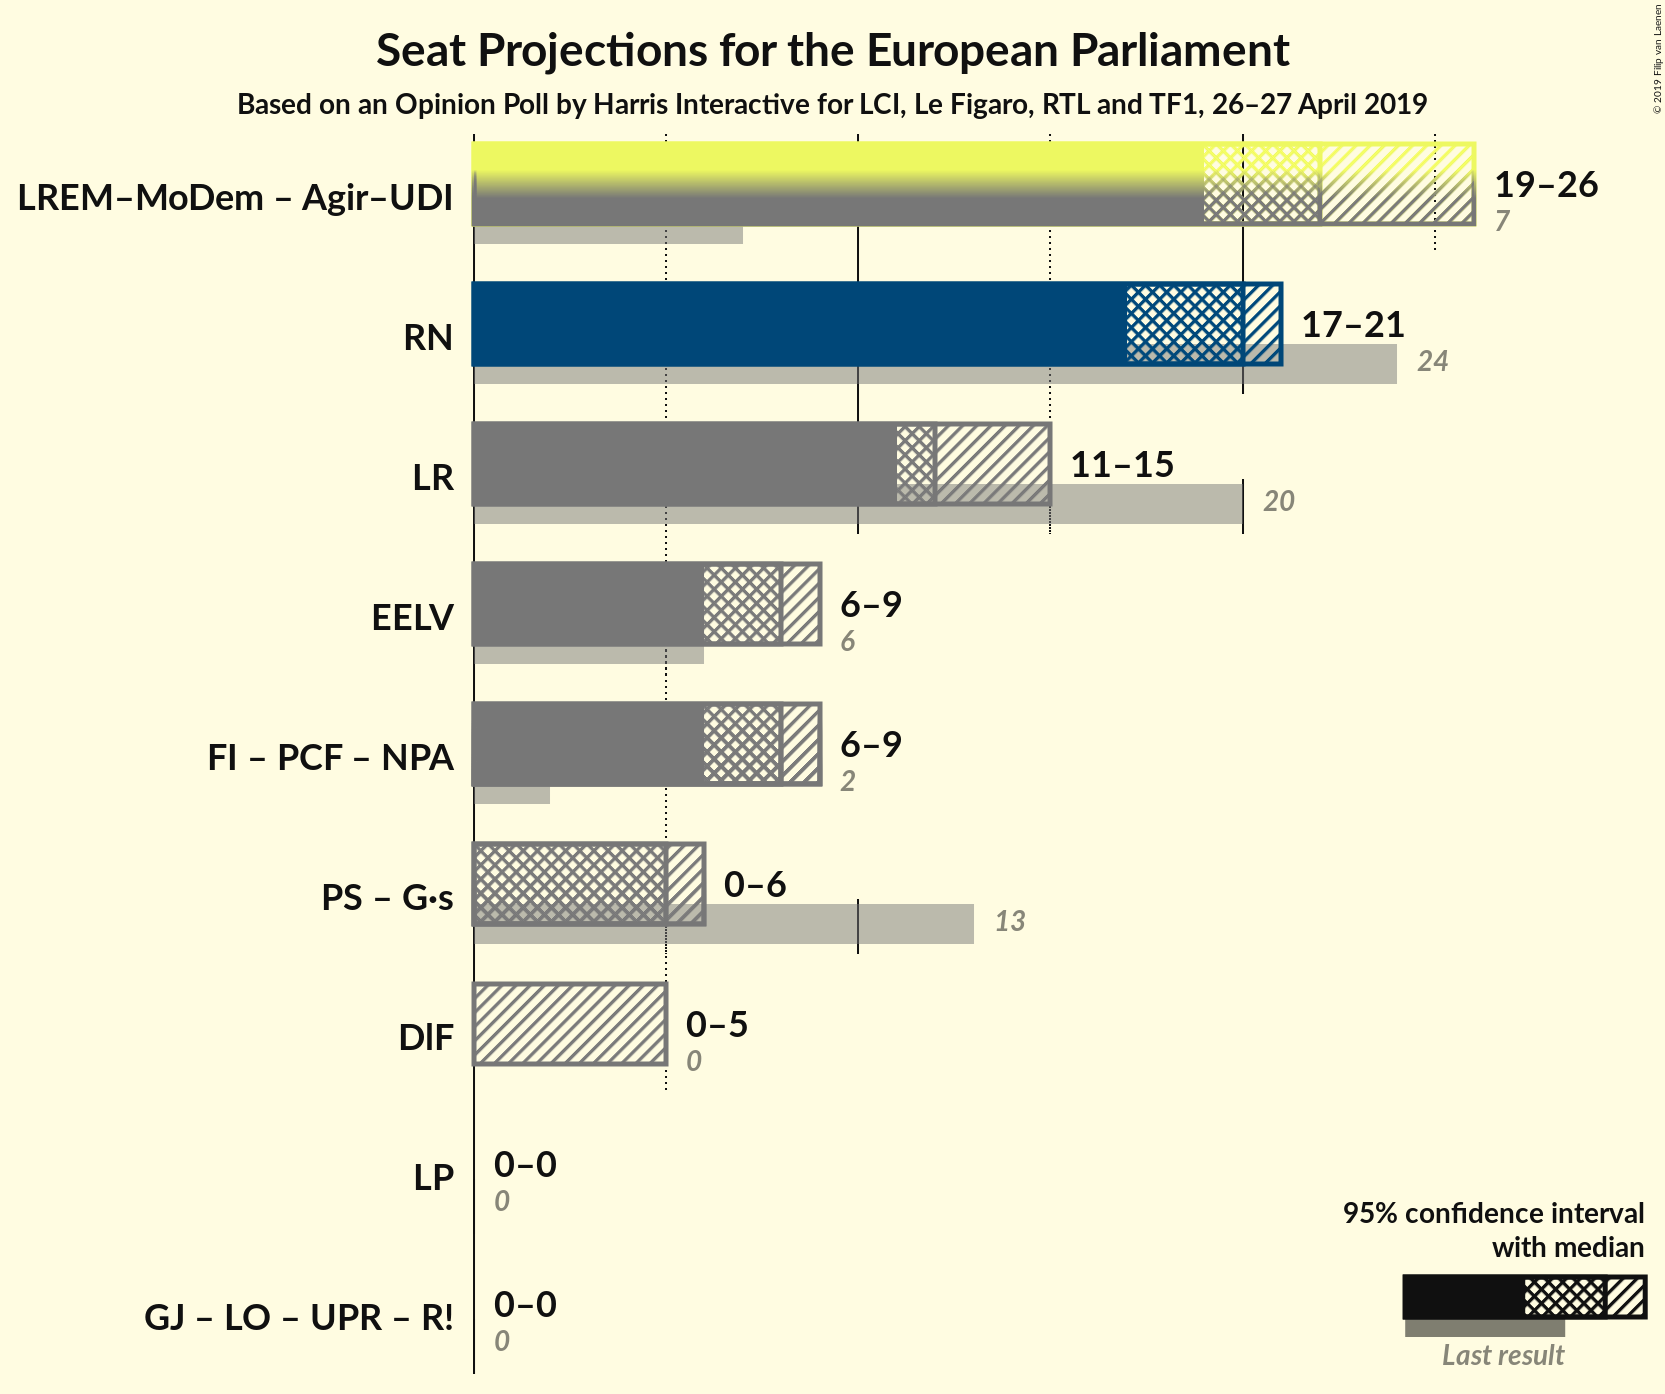 Seat Projections for the European Parliament
Based on an Opinion Poll by Harris Interactive for LCI, Le Figaro, RTL and TF1, 26–27 April 2019
© 2019 Filip van Laenen
LREM–MoDem – Agir–UDI
19–26
7
RN
17–21
24
LR
11–15
20
EELV
6–9
6
FI – PCF – NPA
6–9
2
PS – G·s
0–6
13
DlF
0–5
0
LP
0–0
0
GJ – LO – UPR – R!
0–0
0
95% confidence interval
with median
Last result